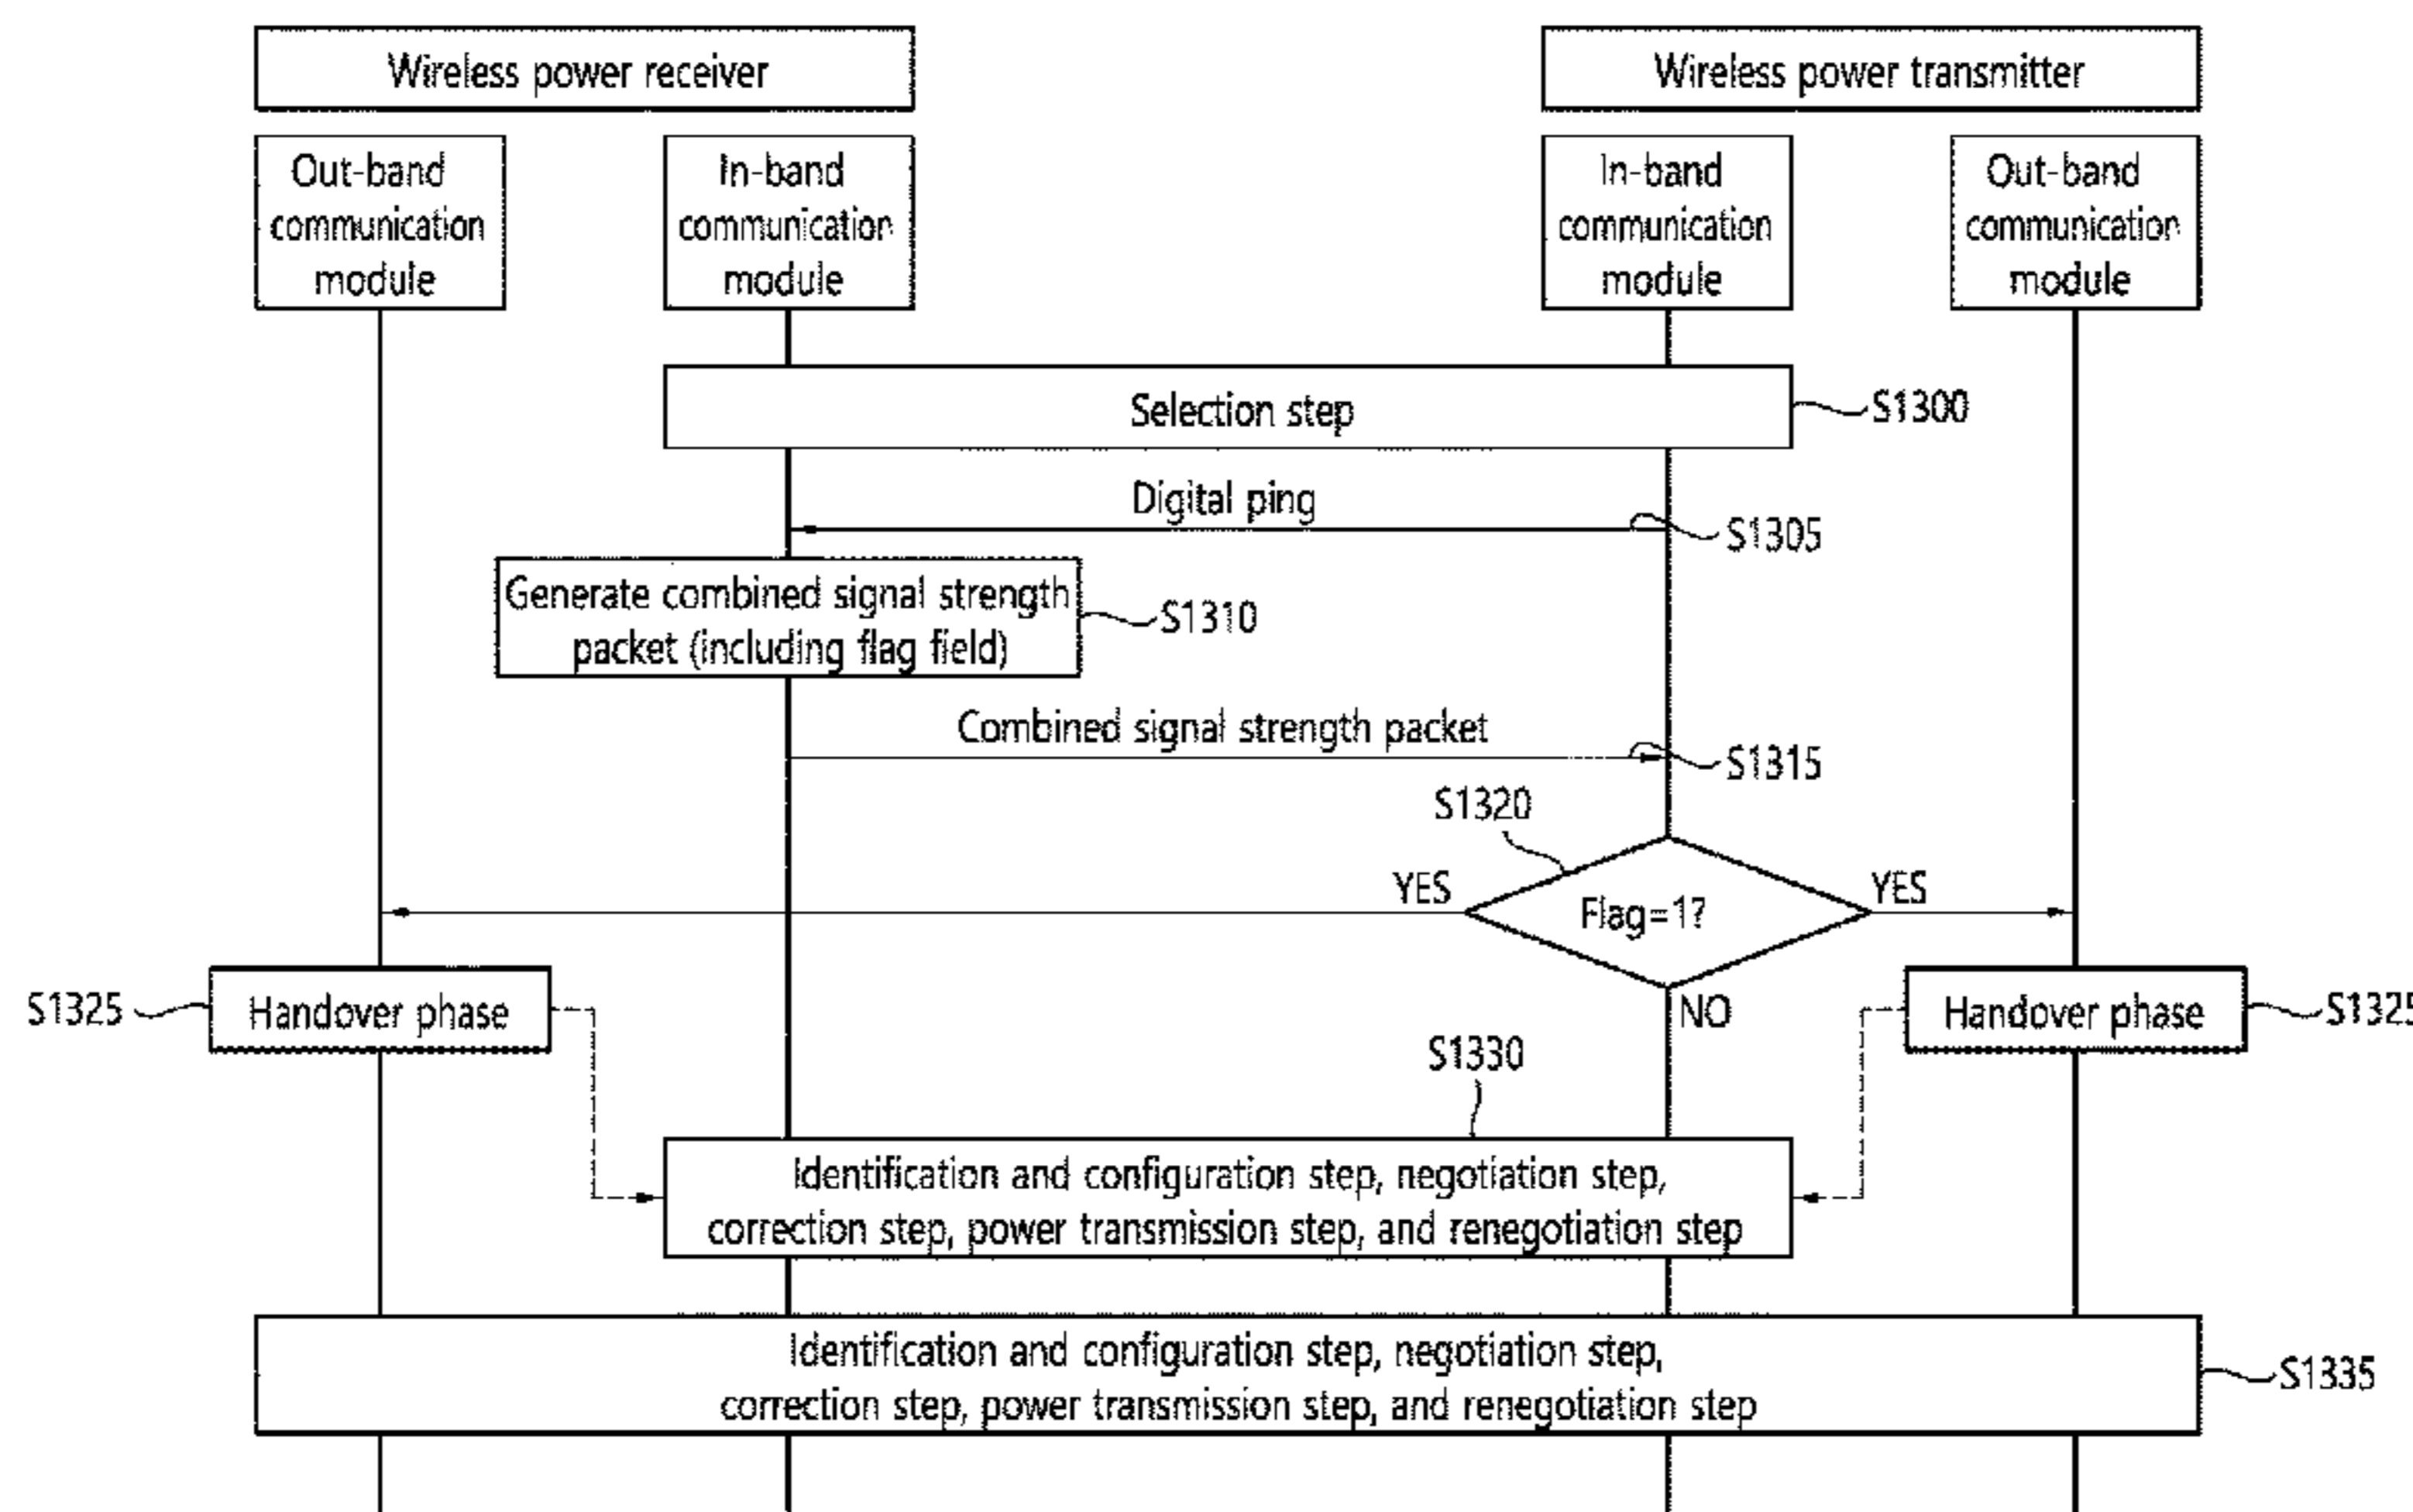 Wireless power receiver
Wireless power transmitter
Out-band
communication
module
In-band
communication
module
In-band
communication
module
Out-band
communication
module
Selection step
S1300
Digital ping
S1305
Generate combined signal strength
packet (including flag field)
S1310
Combined signal strength packet
S1315
S1320
YES
Flag=1?
YES
S1325
Handover phase
NO
Handover phase
S1325
S1330
Identification and configuration step, negotiation step,
correction step, power transmission step, and renegotiation step
Identification and configuration step, negotiation step,
correction step, power transmission step, and renegotiation step
S1335